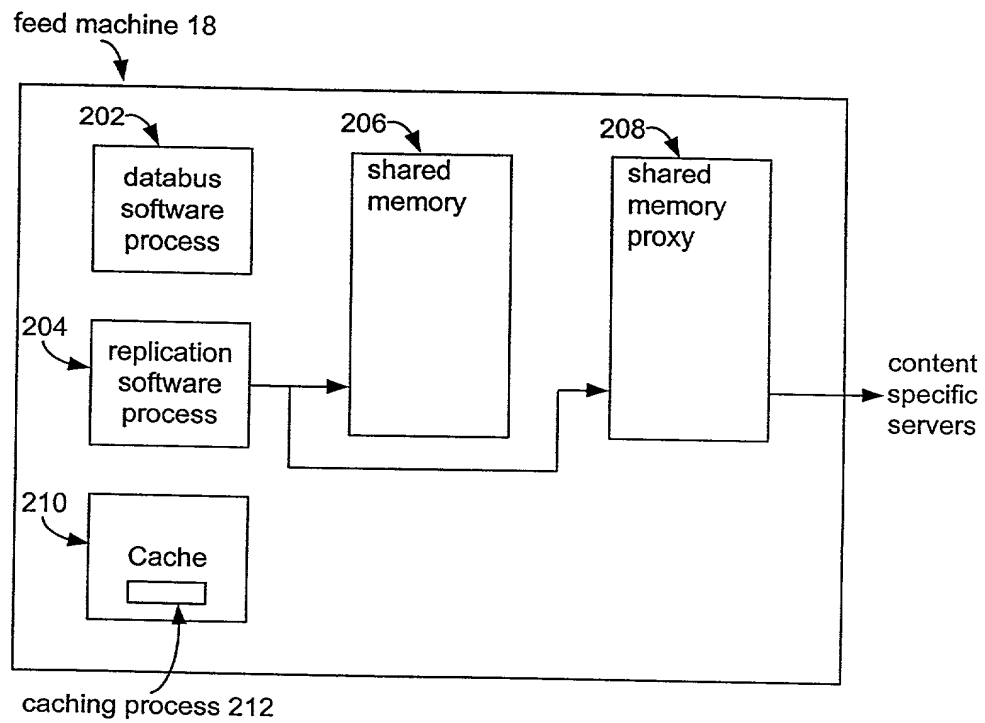 feed machine 18
202
databus
software
process
206
shared
memory
208
shared
memory
proxy
204
replication
software
process
content
specific
servers
210
Cache
caching process 212